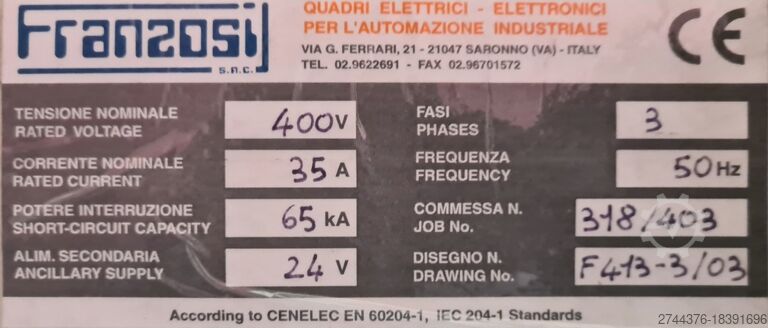 Franzosi
s.n.c.
QUADRI ELETTRICI - ELETTRONICI
PER L'AUTOMAZIONE INDUSTRIALE
VIA G. FERRARI, 21 - 21047 SARONNO (VA) - ITALY
TEL. 02.9622691 - FAX 02.96701572
CE
TENSIONE NOMINALE
RATED VOLTAGE
400V
FASI
PHASES
3
CORRENTE NOMINALE
RATED CURRENT
35 A
FREQUENZA
FREQUENCY
50 Hz
POTERE INTERRUZIONE
SHORT-CIRCUIT CAPACITY
65 kA
COMMESSA N.
JOB No.
318/403
ALIM. SECONDARIA
ANCILLARY SUPPLY
24 V
DISEGNO N.
DRAWING No.
F413-3/03
According to CENELEC EN 60204-1, IEC 204-1 Standards
2744376-18391696